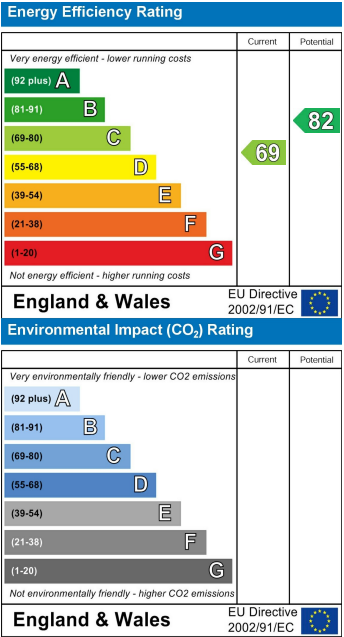 Energy Efficiency Rating
Current Potential
Very energy efficient - lower running costs
(92 plus) A
(81-91) B
(69-80) C
(55-68) D
(39-54) E
(21-38) F
(1-20) G
69
82
Not energy efficient - higher running costs
England & Wales
EU Directive
2002/91/EC
Environmental Impact (CO₂) Rating
Current Potential
Very environmentally friendly - lower CO2 emissions
(92 plus) A
(81-91) B
(69-80) C
(55-68) D
(39-54) E
(21-38) F
(1-20) G
Not environmentally friendly - higher CO2 emissions
England & Wales
EU Directive
2002/91/EC